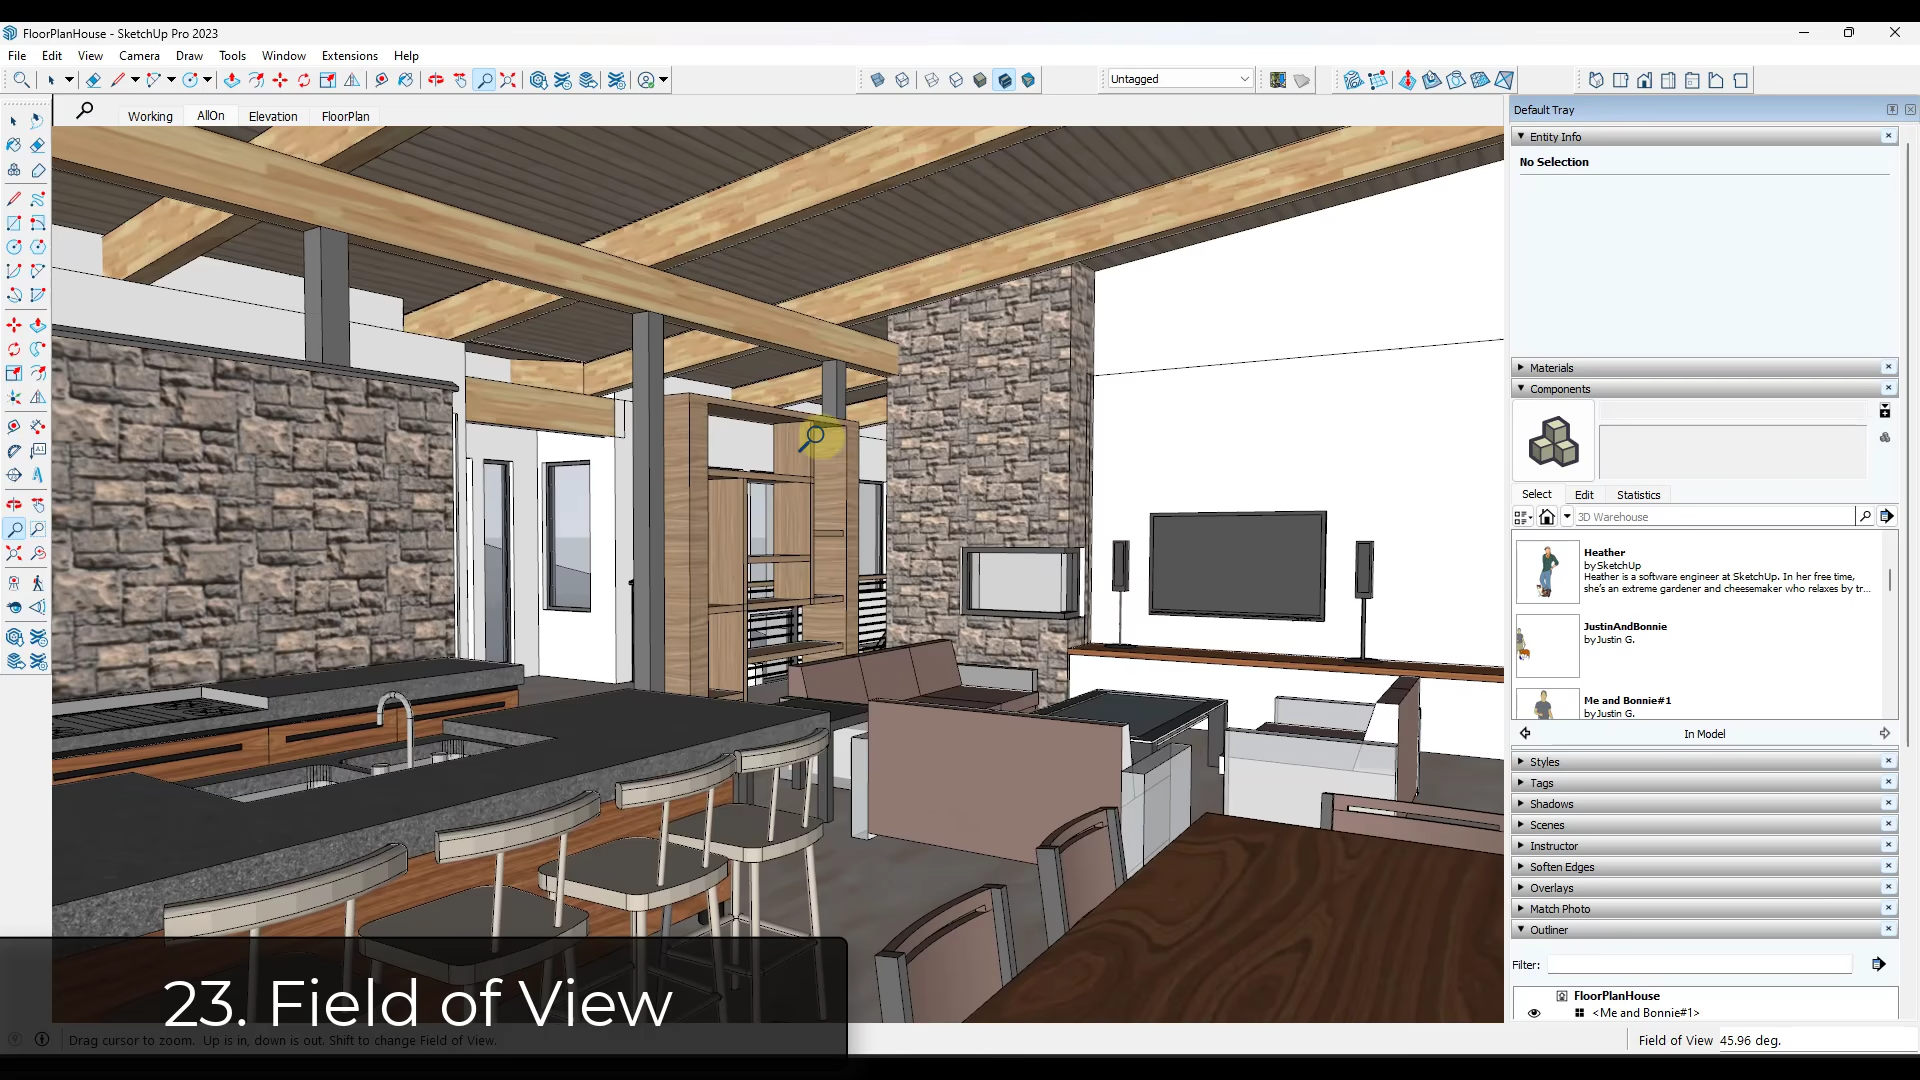 FloorPlanHouse - SketchUp Pro 2023
File Edit View Camera Draw Tools Window Extensions Help
Untagged
Working AllOn Elevation FloorPlan
Default Tray
Entity Info
No Selection
Materials
Components
Select Edit Statistics
3D Warehouse
Heather
by SketchUp
Heather is a software engineer at SketchUp. In her free time,
she's an extreme gardener and cheesemaker who relaxes by tr...
JustinAndBonnie
by Justin G.
Me and Bonnie#1
by Justin G.
In Model
Styles
Tags
Shadows
Scenes
Instructor
Soften Edges
Overlays
Match Photo
Outliner
Filter:
FloorPlanHouse
<Me and Bonnie#1>
23. Field of View
Drag cursor to zoom. Up is in, down is out. Shift to change Field of View.
Field of View 45.96 deg.